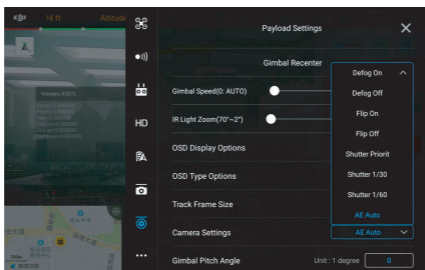 dji
14 ft
Altitude
Payload Settings
Gimbal Recenter
Gimbal Speed(0: AUTO)
IR Light Zoom(70°~2°)
OSD Display Options
OSD Type Options
Track Frame Size
Camera Settings
AE Auto
Gimbal Pitch Angle
Unit : 1 degree
0
HD
Defog On
Defog Off
Flip On
Flip Off
Shutter Priorit
Shutter 1/30
Shutter 1/60
AE Auto